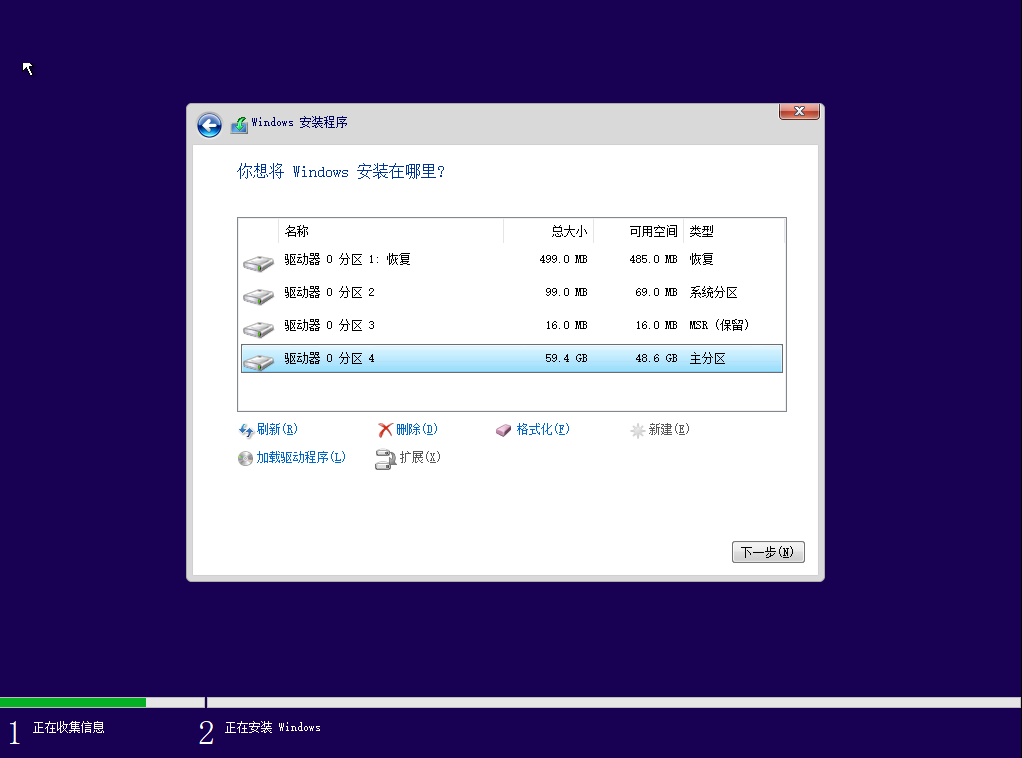 Windows 安装程序
你想将 Windows 安装在哪里?
名称 总大小 可用空间 类型
驱动器 0 分区 1: 恢复 499.0 MB 485.0 MB 恢复
驱动器 0 分区 2 99.0 MB 69.0 MB 系统分区
驱动器 0 分区 3 16.0 MB 16.0 MB MSR (保留)
驱动器 0 分区 4 59.4 GB 48.6 GB 主分区
刷新(R) 删除(D) 格式化(F) 新建(E)
加载驱动程序(L) 扩展(X)
下一步(N)
1 正在收集信息 2 正在安装 Windows